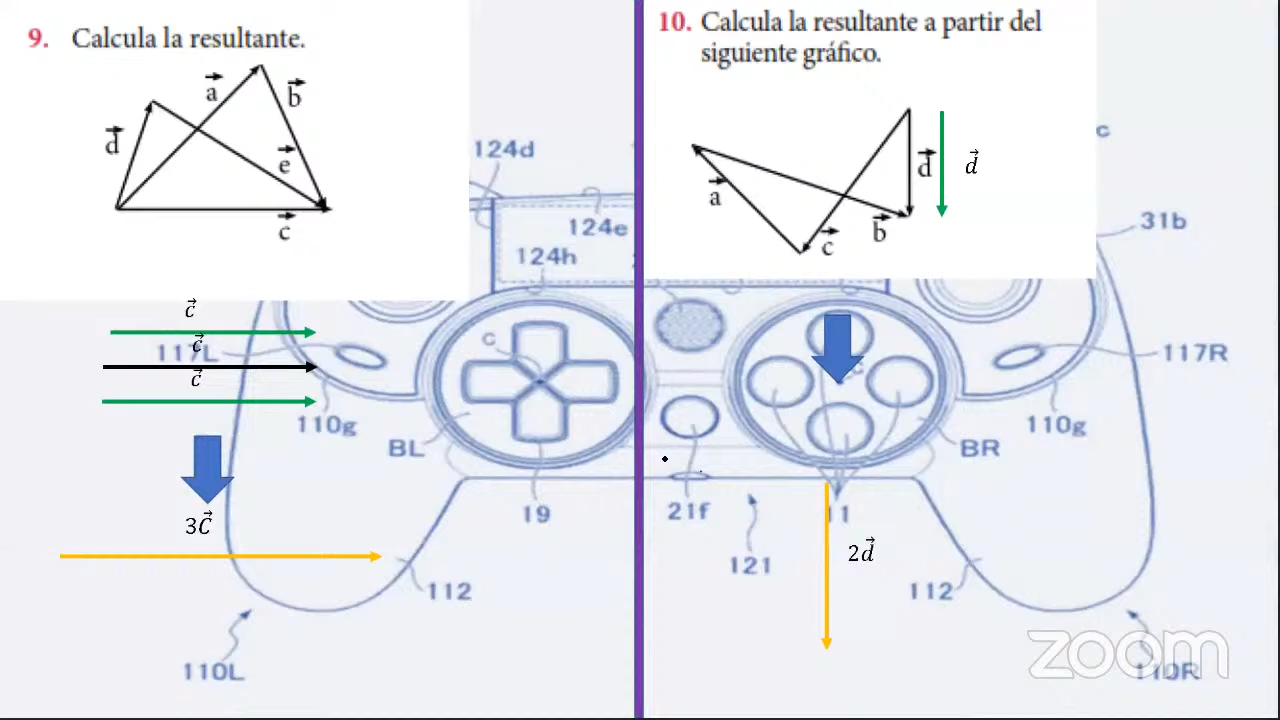 9. Calcula la resultante.
a⃗
b⃗
d⃗
e⃗
c⃗
10. Calcula la resultante a partir del
siguiente gráfico.
a⃗
c⃗
b⃗
d⃗
d⃗
c⃗
c⃗
c⃗
3C⃗
2d⃗
124d
124e
124h
c
31b
117L
117R
C
110g
110g
BL
BR
19
21f
11
121
112
112
110L
110R
zoom